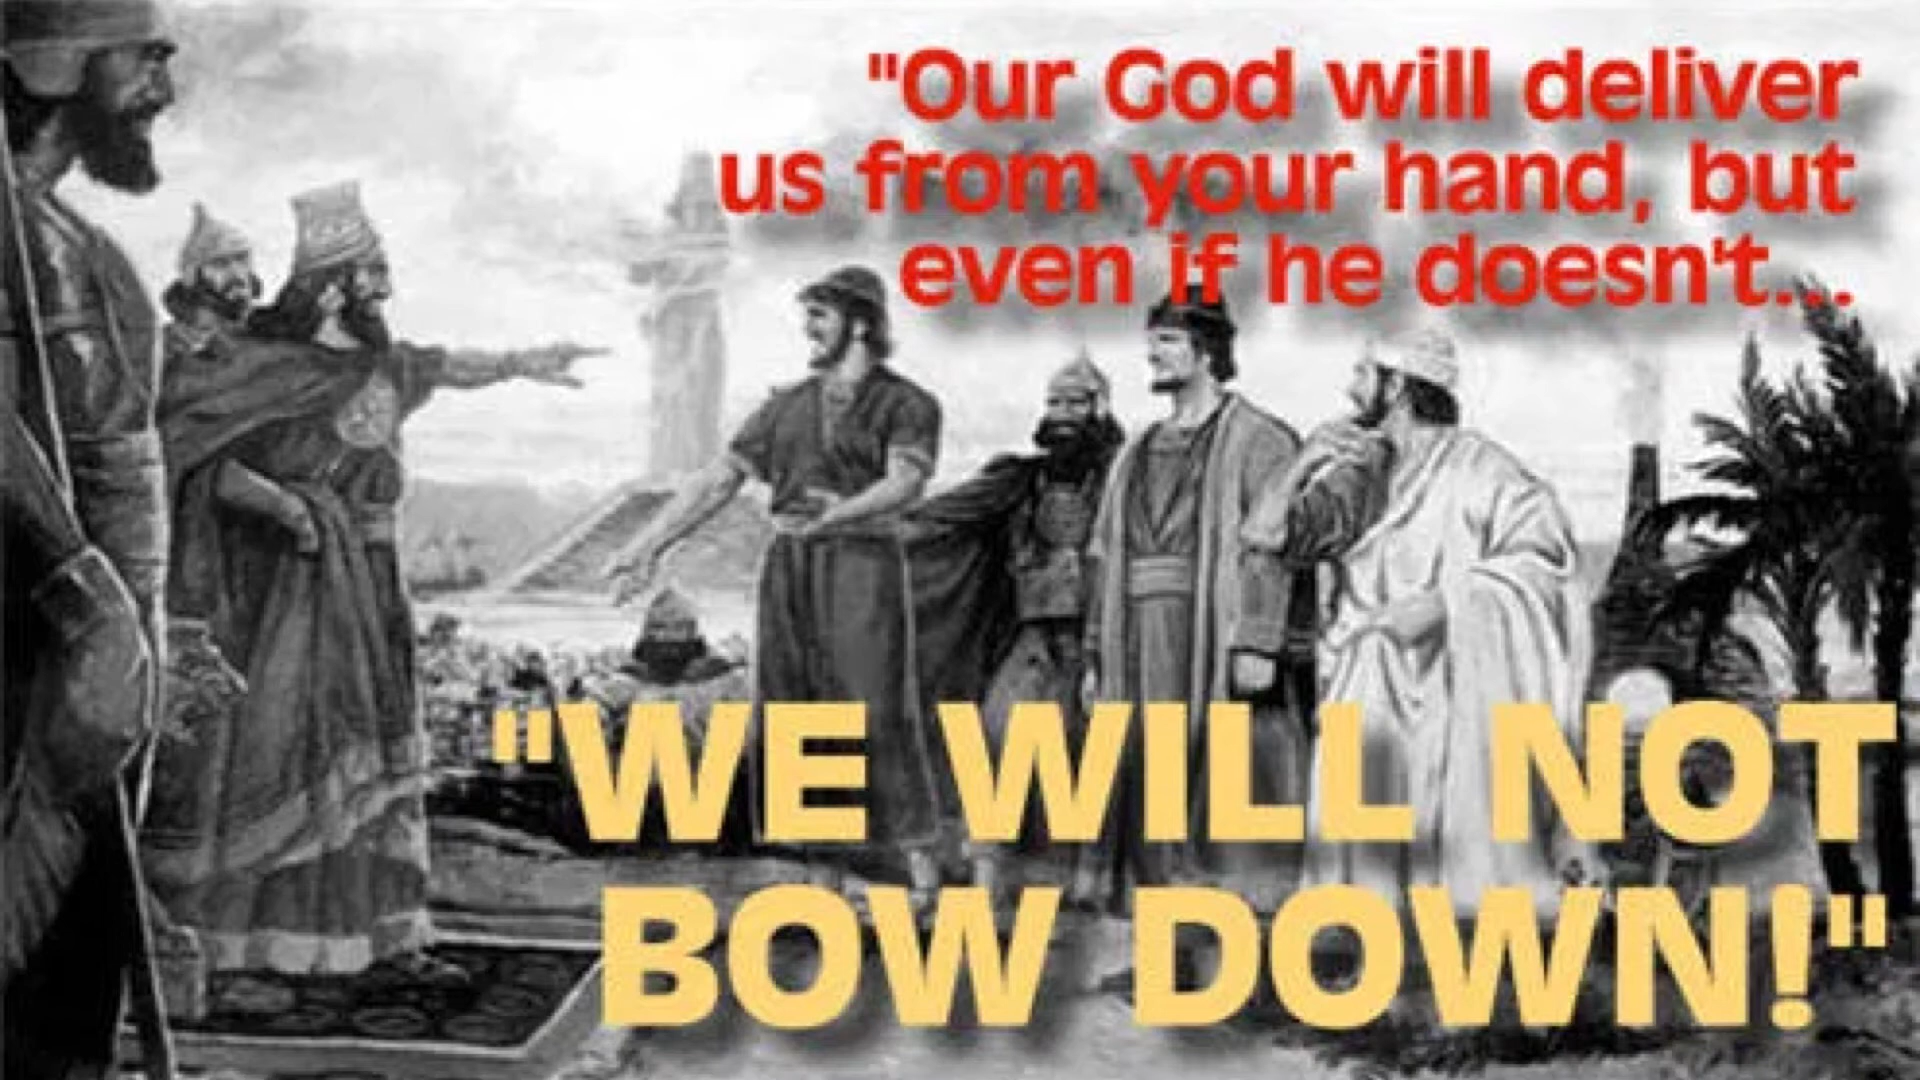 "Our God will deliver
us from your hand, but
even if he doesn't...
"WE WILL NOT
BOW DOWN!"